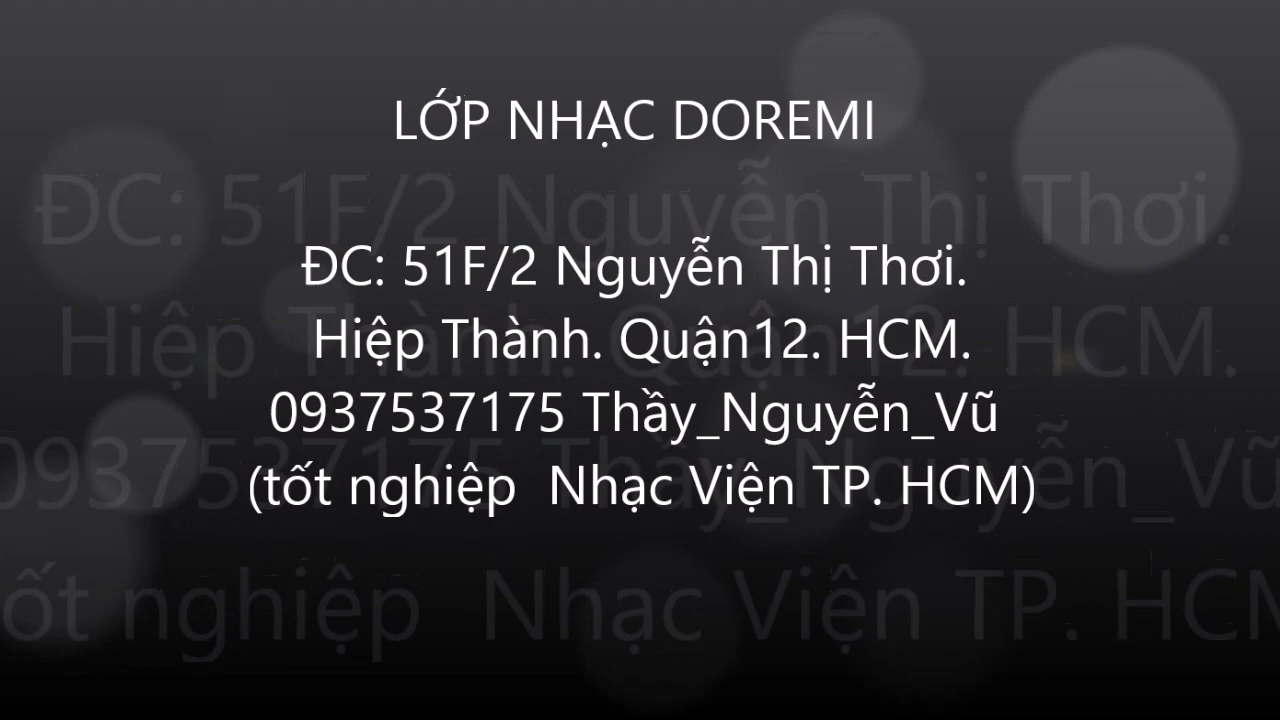 LỚP NHẠC DOREMI
ĐC: 51F/2 Nguyễn Thị Thơi.
Hiệp Thành. Quận12. HCM.
0937537175 Thầy_Nguyễn_Vũ
(tốt nghiệp  Nhạc Viện TP. HCM)